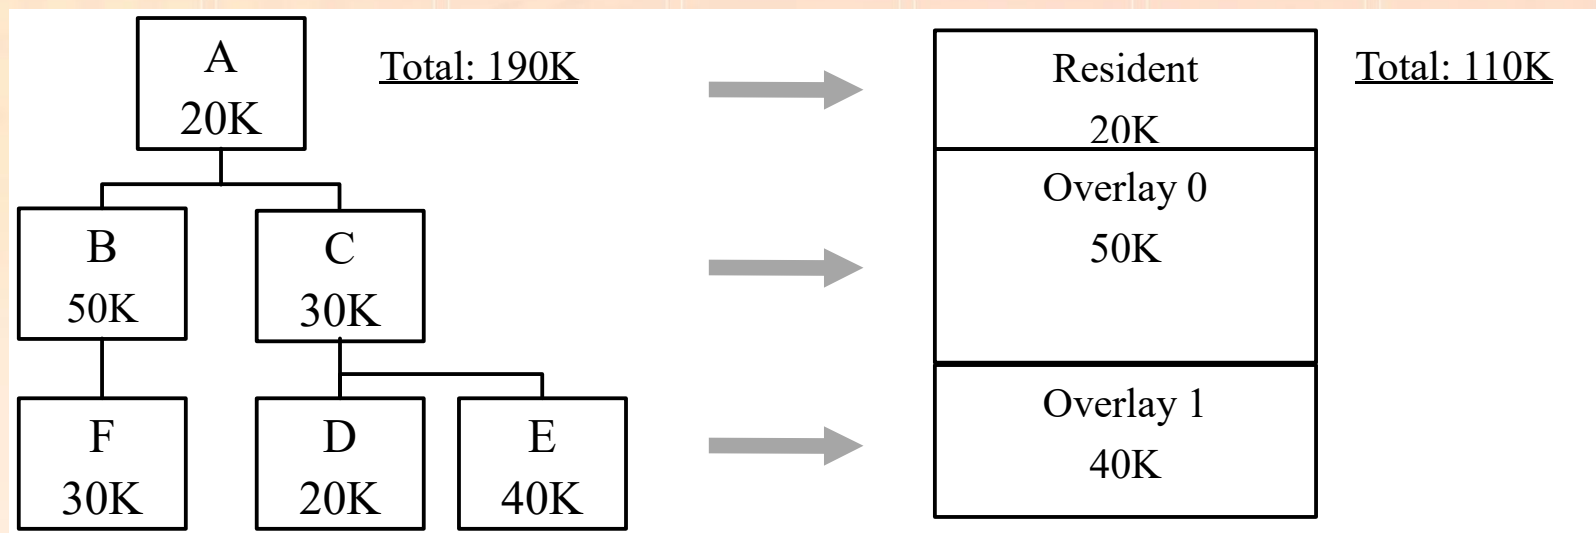 A
20K
Total: 190K
B
50K
C
30K
F
30K
D
20K
E
40K
Resident
20K
Total: 110K
Overlay 0
50K
Overlay 1
40K